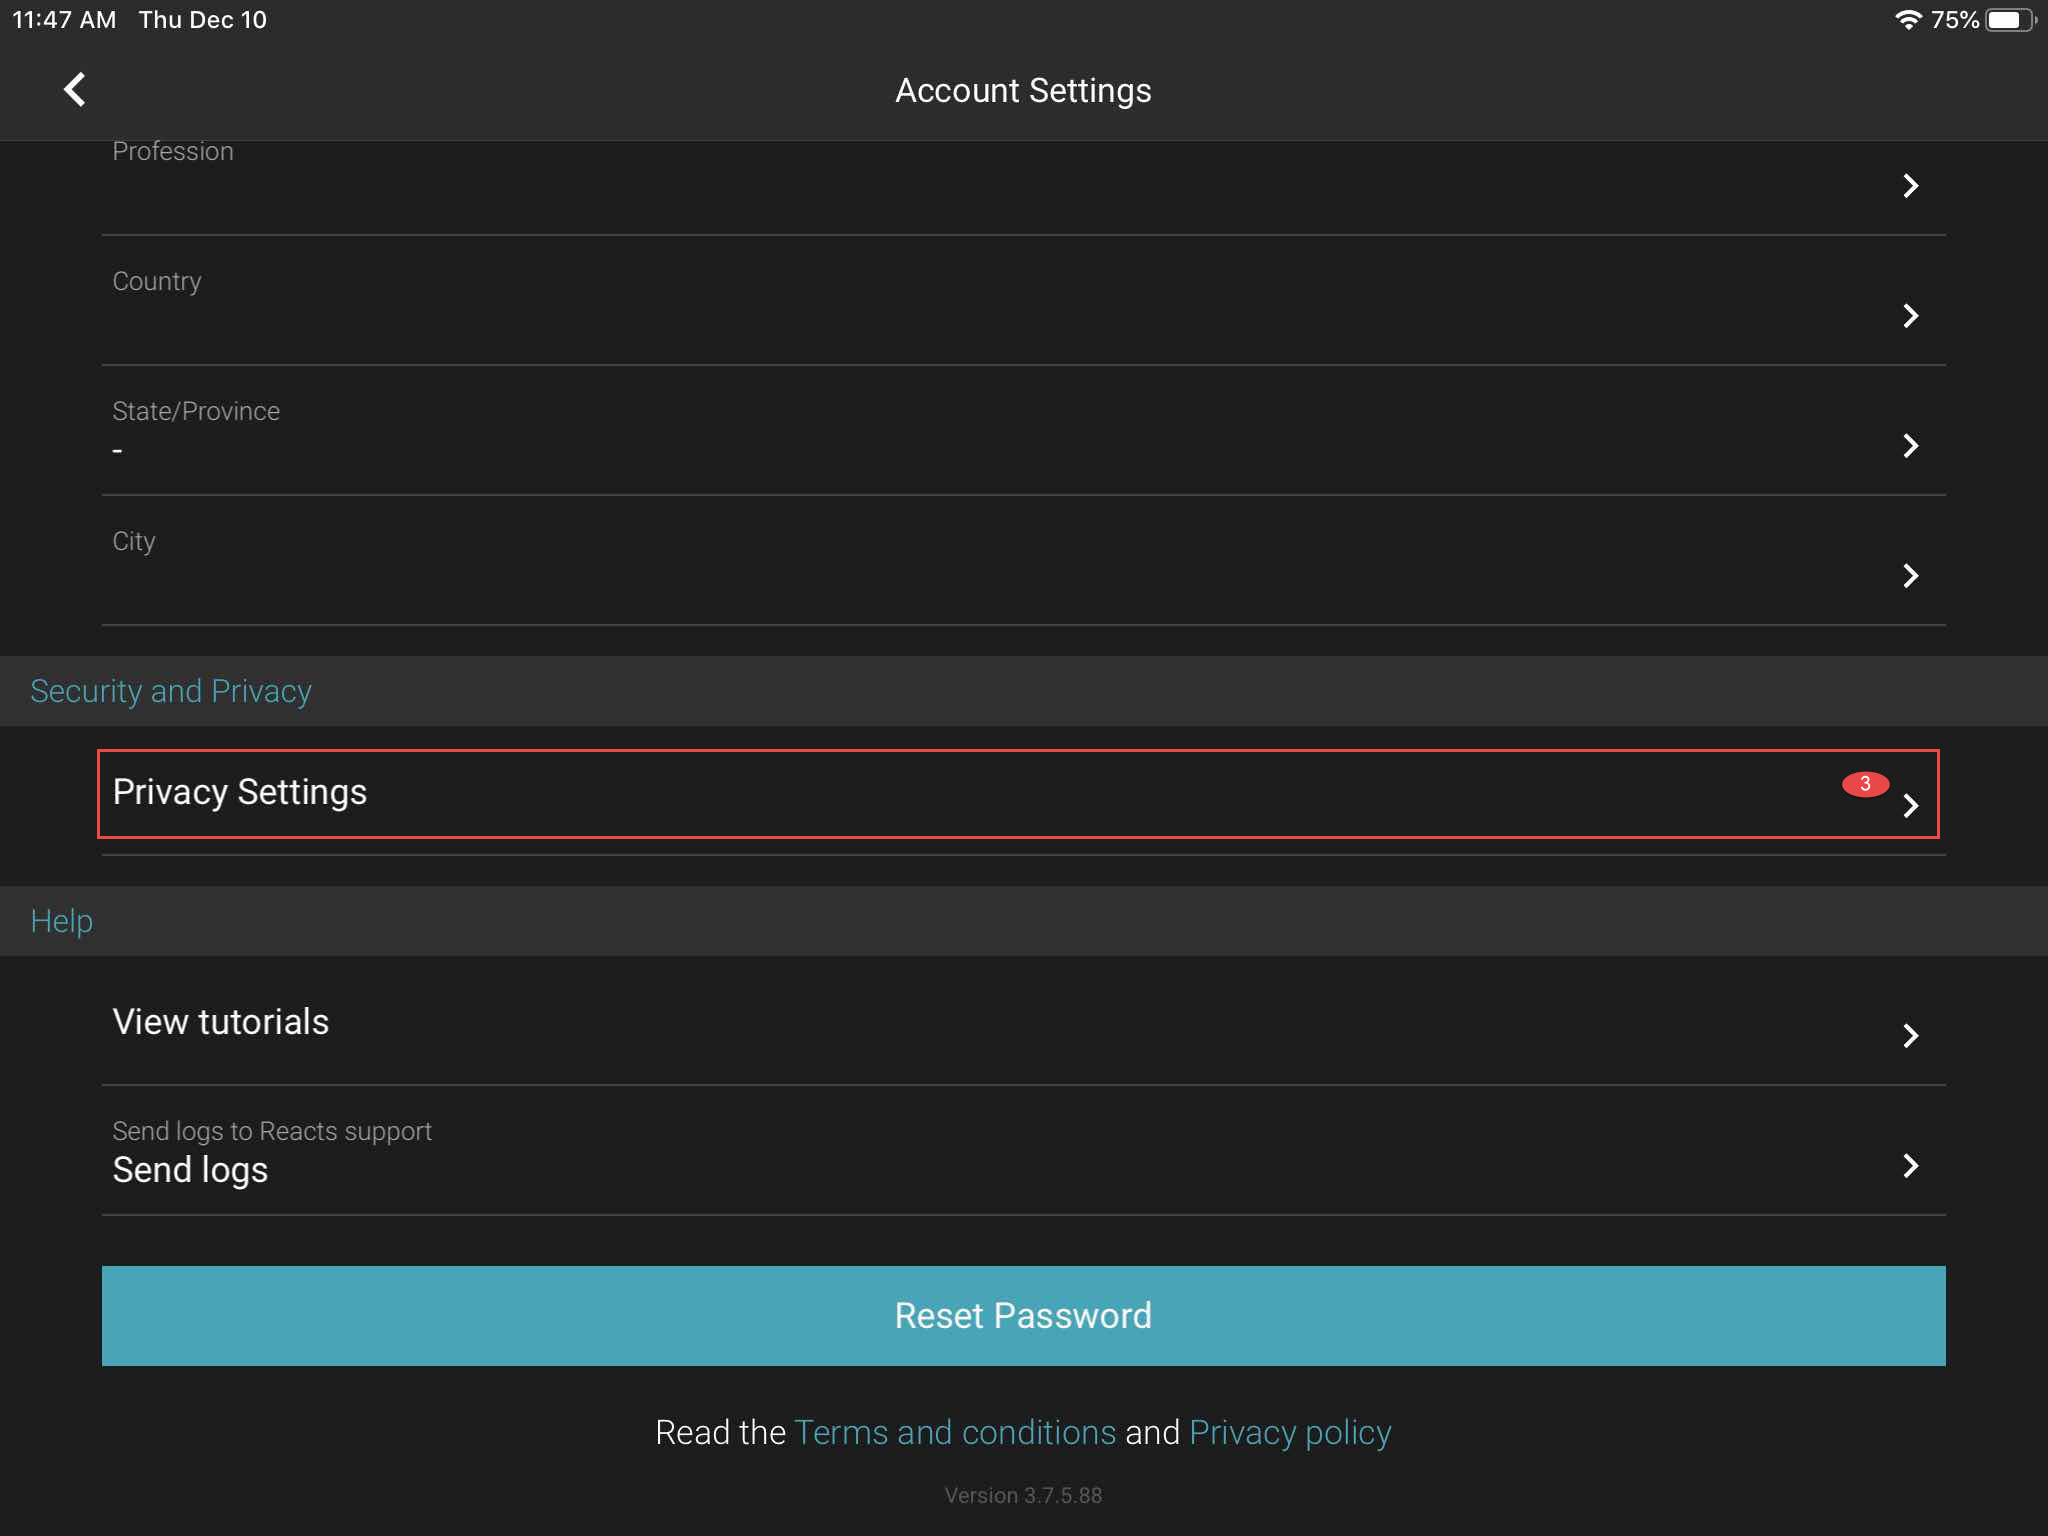 11:47 AM Thu Dec 10 75%
Account Settings
Profession
Country
State/Province
-
City
Security and Privacy
Privacy Settings 3
Help
View tutorials
Send logs to Reacts support
Send logs
Reset Password
Read the Terms and conditions and Privacy policy
Version 3.7.5.88